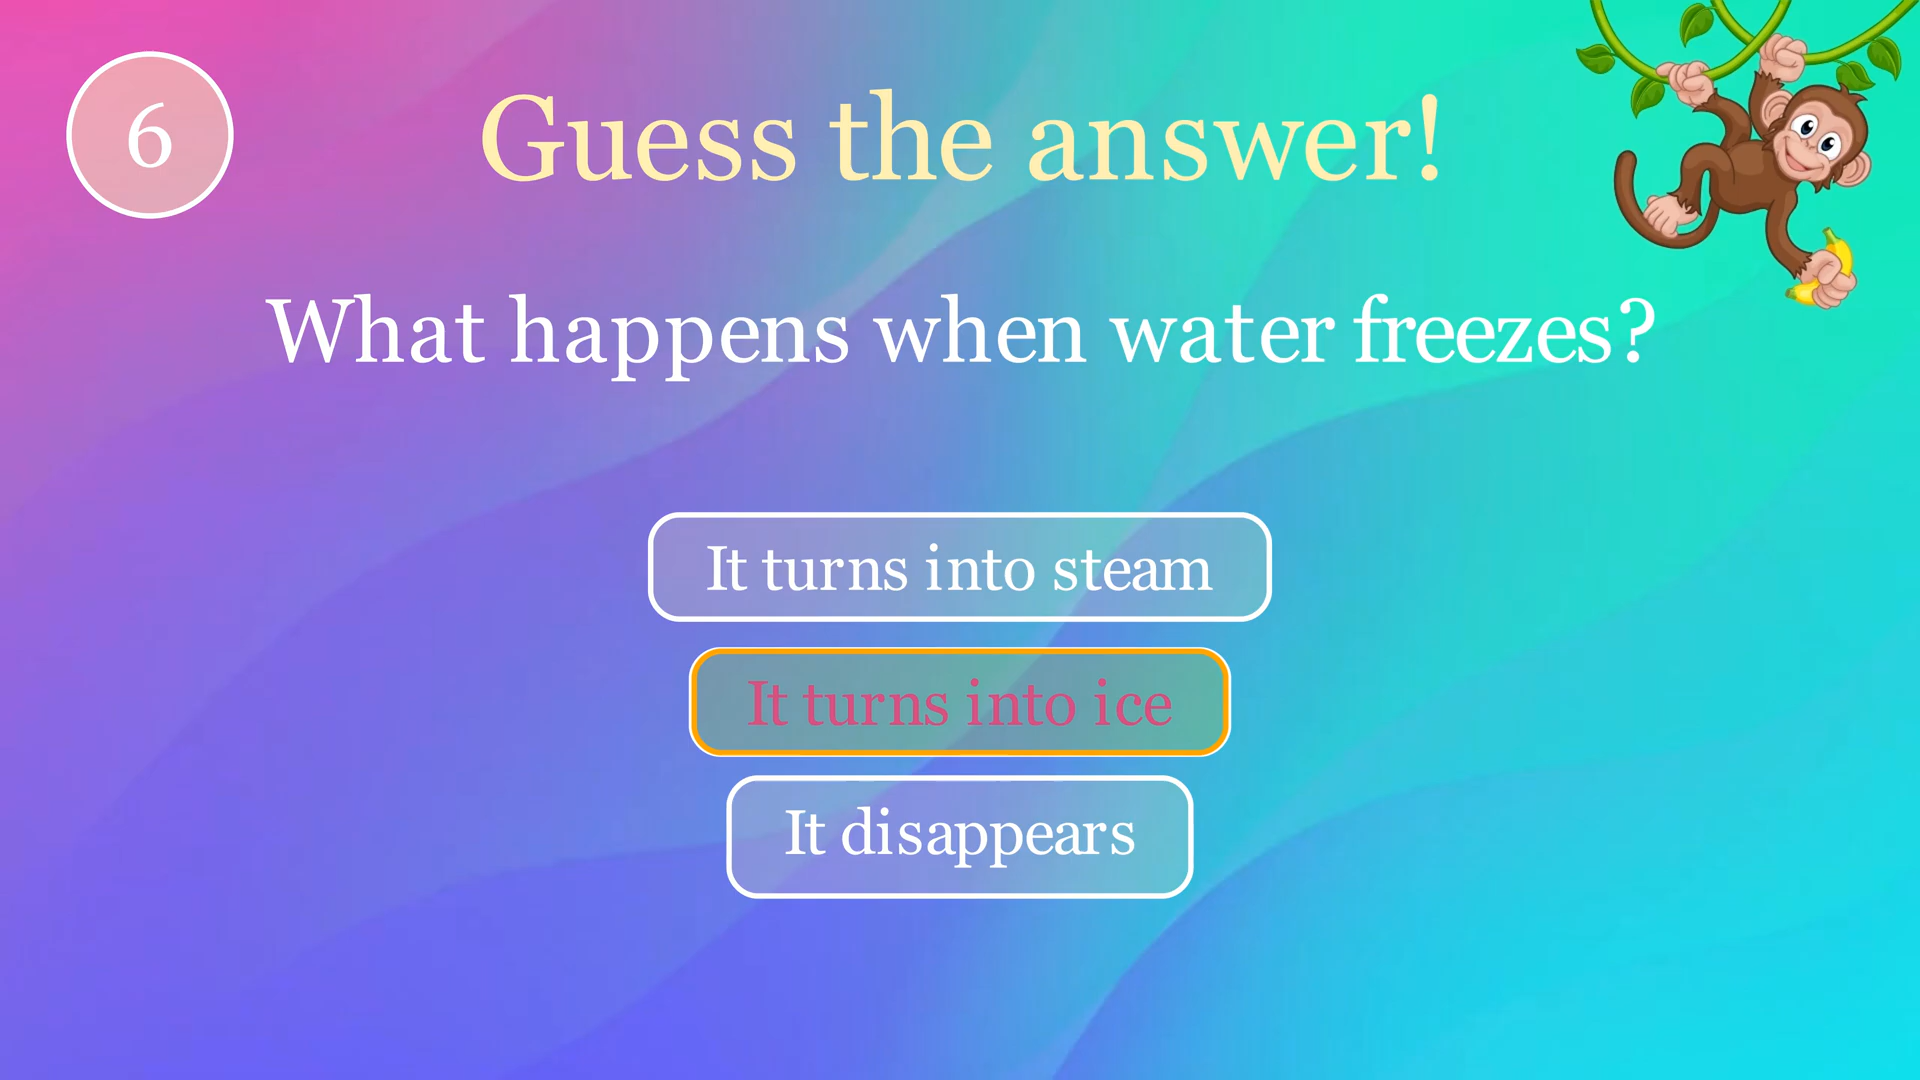 6
Guess the answer!
What happens when water freezes?
It turns into steam
It turns into ice
It disappears